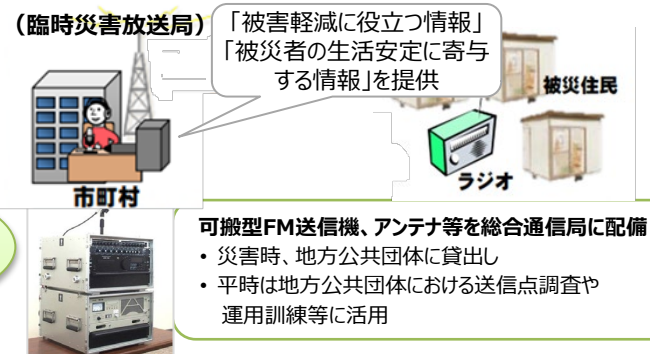 （臨時災害放送局）
「被害軽減に役立つ情報」
「被災者の生活安定に寄与
する情報」を提供
被災住民
ラジオ
市町村
可搬型FM送信機、アンテナ等を総合通信局に配備
• 災害時、地方公共団体に貸出し
• 平時は地方公共団体における送信点調査や
運用訓練等に活用